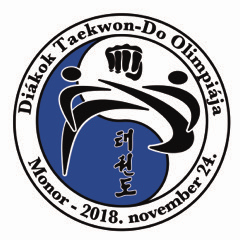 Diákok Taekwon-Do Olimpiája
태권도
Monor - 2018. november 24.